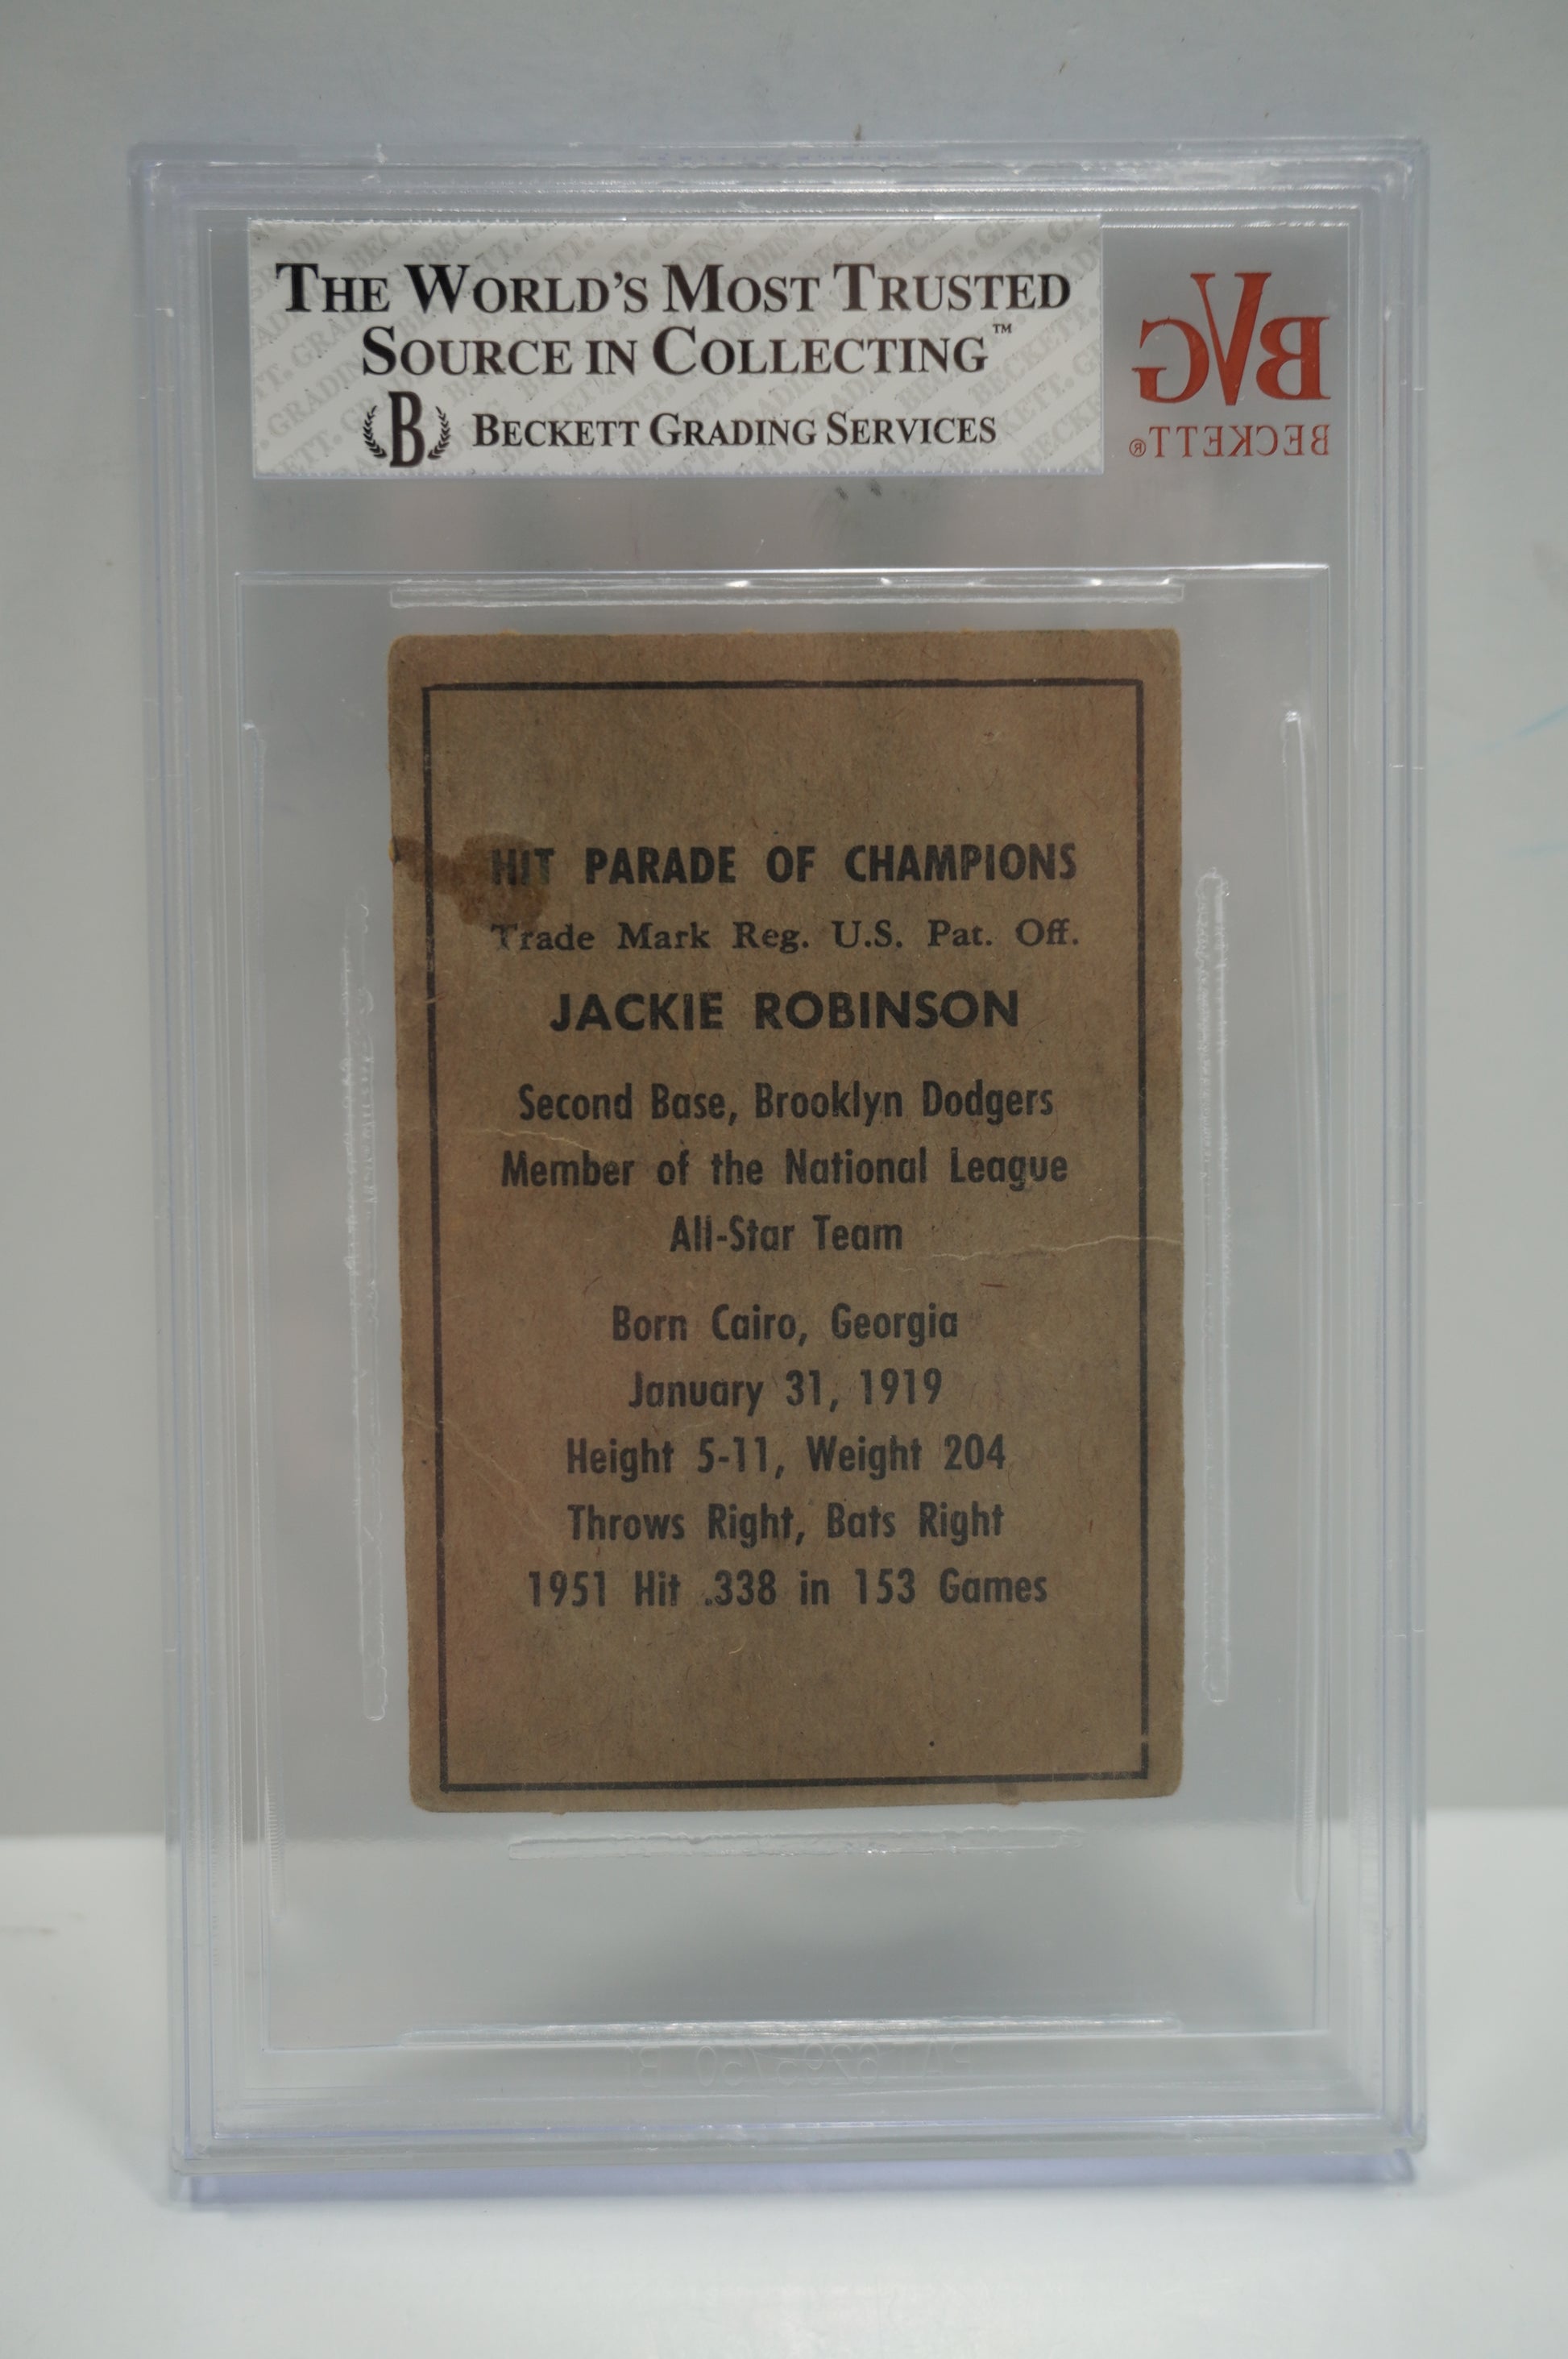 THE WORLD'S MOST TRUSTED
SOURCE IN COLLECTING™
B BECKETT GRADING SERVICES
BVG
BECKETT®
HIT PARADE OF CHAMPIONS
Trade Mark Reg. U.S. Pat. Off.
JACKIE ROBINSON
Second Base, Brooklyn Dodgers
Member of the National League
All-Star Team
Born Cairo, Georgia
January 31, 1919
Height 5-11, Weight 204
Throws Right, Bats Right
1951 Hit .338 in 153 Games